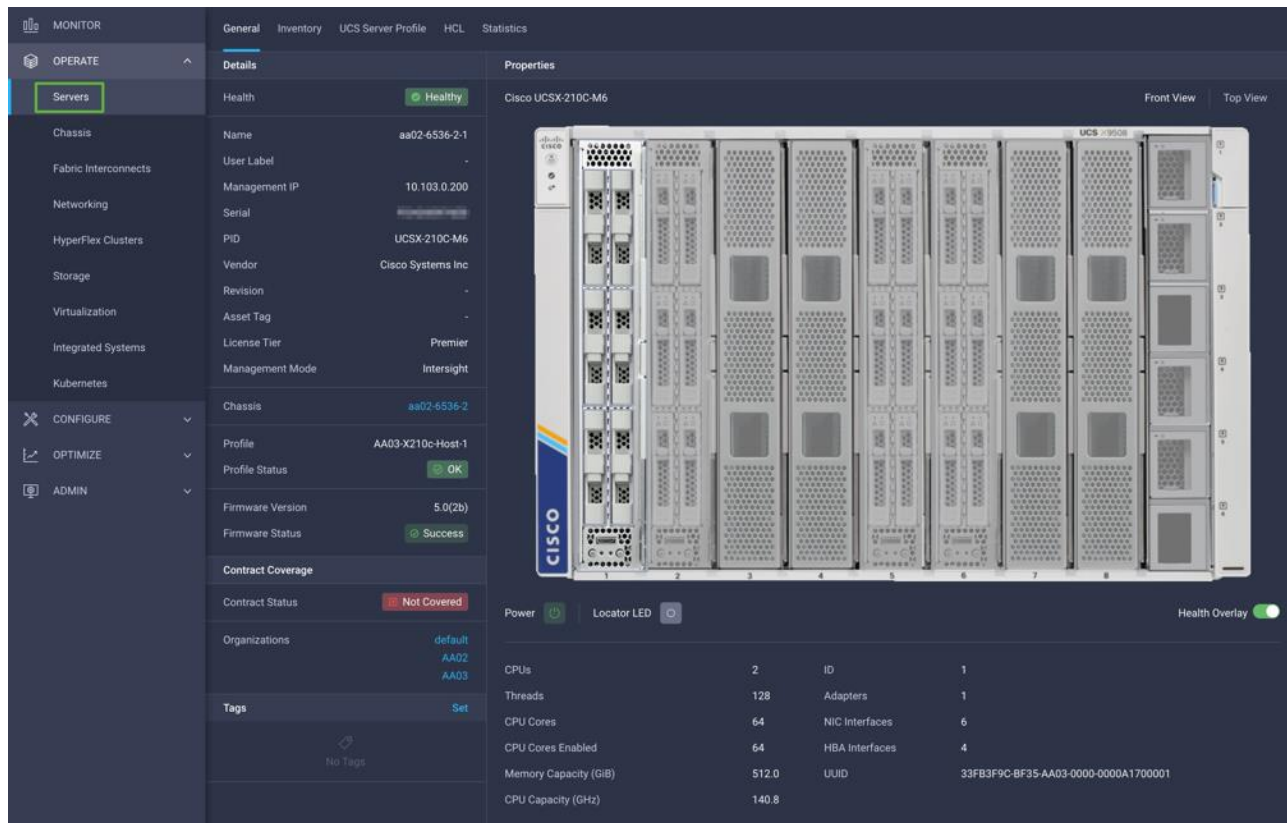 MONITOR
OPERATE
Servers
Chassis
Fabric Interconnects
Networking
HyperFlex Clusters
Storage
Virtualization
Integrated Systems
Kubernetes
CONFIGURE
OPTIMIZE
ADMIN
General Inventory UCS Server Profile HCL Statistics
Details
Health Healthy
Name aa02-6536-2-1
User Label -
Management IP 10.103.0.200
Serial
PID UCSX-210C-M6
Vendor Cisco Systems Inc
Revision -
Asset Tag -
License Tier Premier
Management Mode Intersight
Chassis aa02-6536-2
Profile AA03-X210c-Host-1
Profile Status OK
Firmware Version 5.0(2b)
Firmware Status Success
Contract Coverage
Contract Status Not Covered
Organizations default
AA02
AA03
Tags Set
No Tags
Properties
Cisco UCSX-210C-M6 Front View Top View
CISCO
UCS X9508
CISCO
1 2 3 4 5 6 7 8
Power Locator LED Health Overlay
CPUs 2 ID 1
Threads 128 Adapters 1
CPU Cores 64 NIC Interfaces 6
CPU Cores Enabled 64 HBA Interfaces 4
Memory Capacity (GiB) 512.0 UUID 33FB3F9C-BF35-AA03-0000-0000A1700001
CPU Capacity (GHz) 140.8